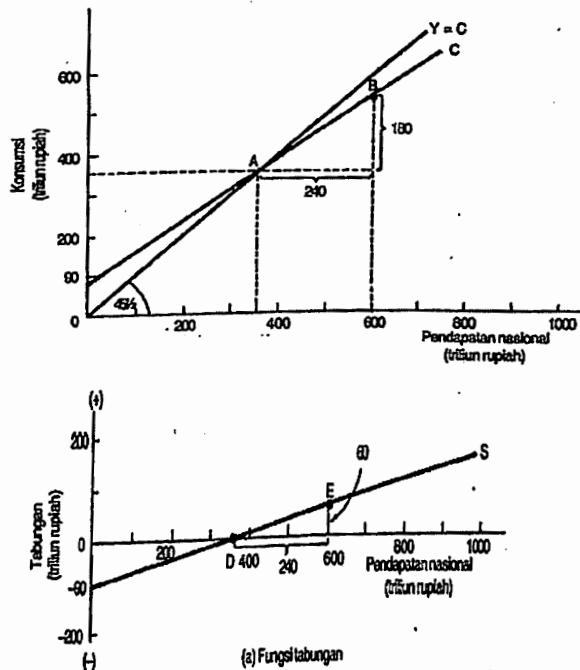 Y = C
C
600
B
180
Konsumsi
(triliun rupiah)
400
A
240
200
90
45½
0
200
400
600
800
1000
Pendapatan nasional
(triliun rupiah)
(+)
200
60
S
E
Tabungan
(triliun rupiah)
0
200
D
400
240
600
800
1000
Pendapatan nasional
(triliun rupiah)
-90
-200
(-)
(a) Fungsi tabungan